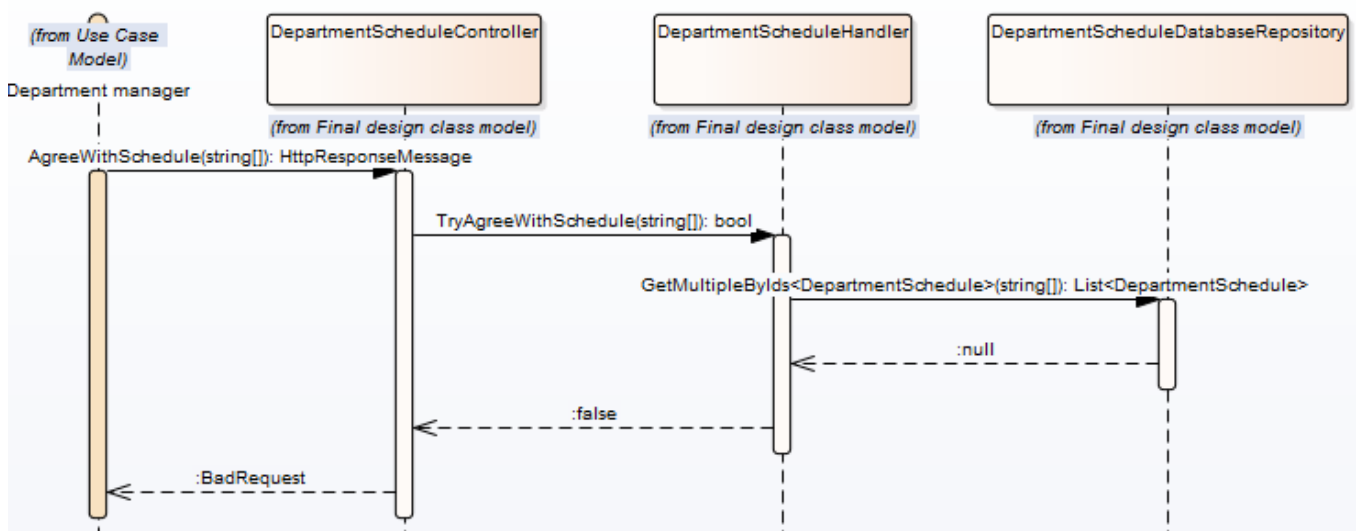 (from Use Case
Model)
Department manager
DepartmentScheduleController
(from Final design class model)
DepartmentScheduleHandler
(from Final design class model)
DepartmentScheduleDatabaseRepository
(from Final design class model)
AgreeWithSchedule(string[]): HttpResponseMessage
TryAgreeWithSchedule(string[]): bool
GetMultipleByIds<DepartmentSchedule>(string[]): List<DepartmentSchedule>
:null
:false
:BadRequest